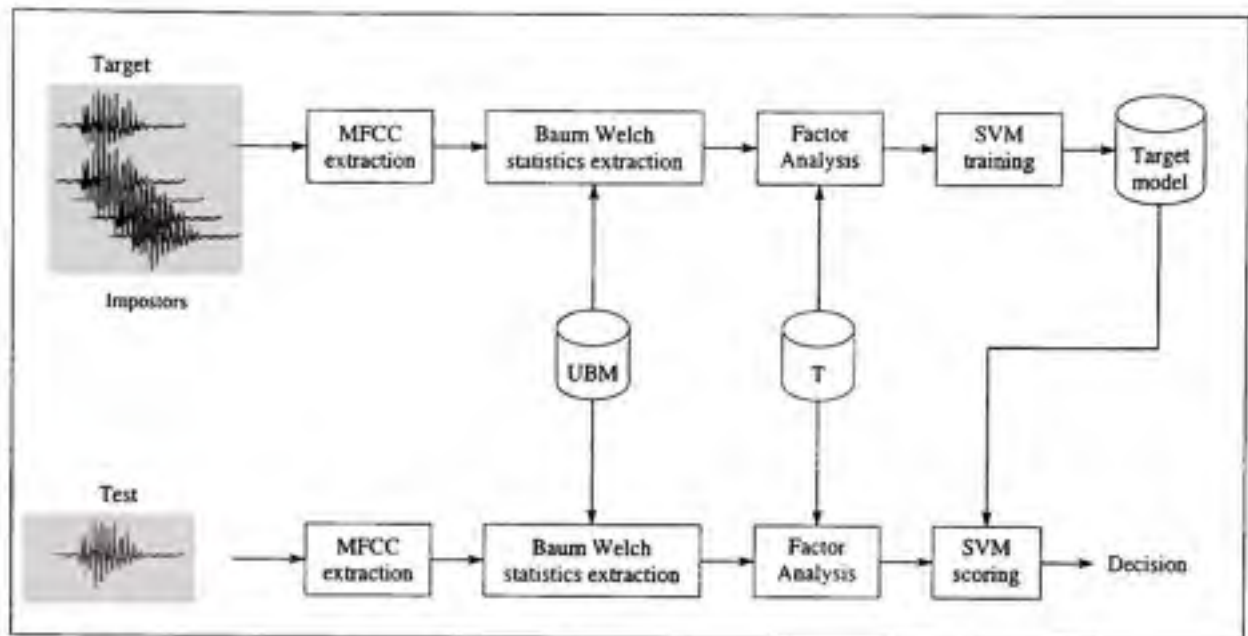 Target
MFCC
extraction
Baum Welch
statistics extraction
Factor
Analysis
SVM
training
Target
model
Impostors
UBM
T
Test
MFCC
extraction
Baum Welch
statistics extraction
Factor
Analysis
SVM
scoring
Decision